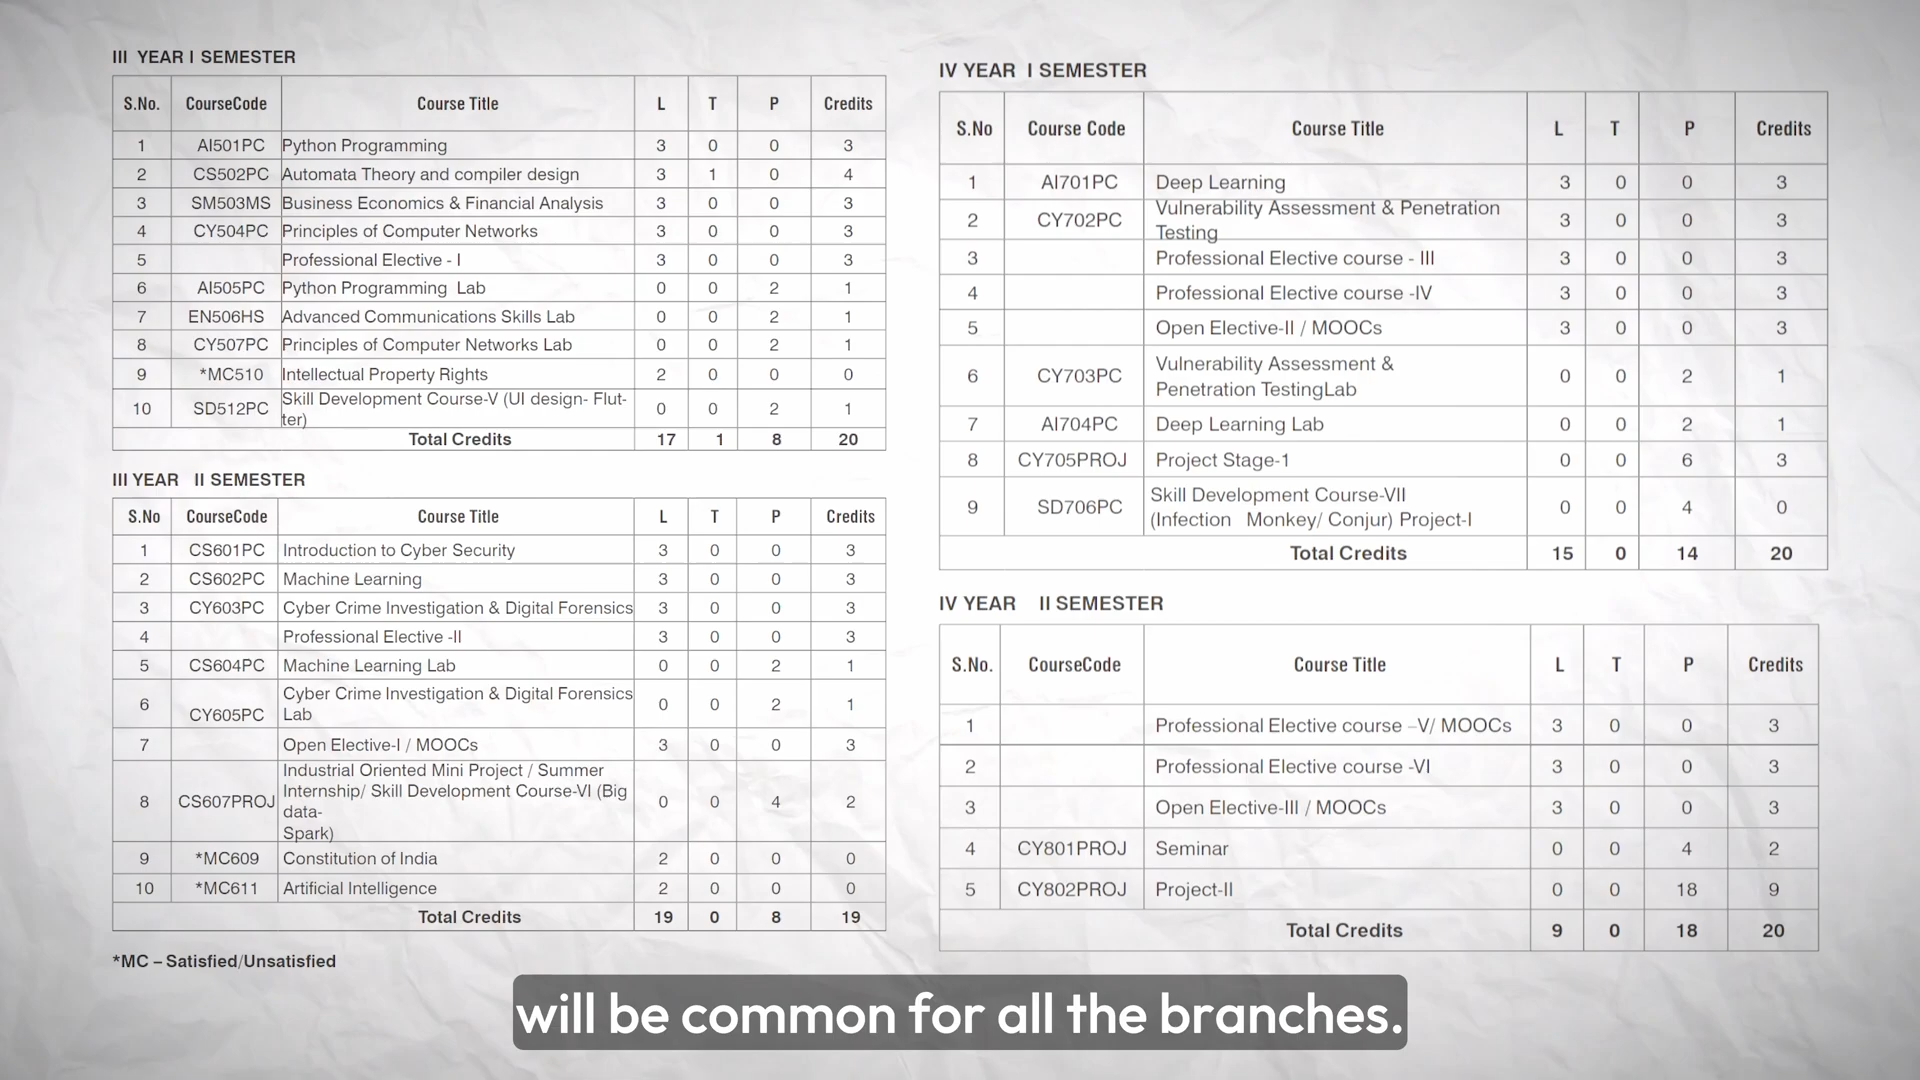 III YEAR I SEMESTER
S.No. CourseCode Course Title L T P Credits
1 AI501PC Python Programming 3 0 0 3
2 CS502PC Automata Theory and compiler design 3 1 0 4
3 SM503MS Business Economics & Financial Analysis 3 0 0 3
4 CY504PC Principles of Computer Networks 3 0 0 3
5 Professional Elective - I 3 0 0 3
6 AI505PC Python Programming Lab 0 0 2 1
7 EN506HS Advanced Communications Skills Lab 0 0 2 1
8 CY507PC Principles of Computer Networks Lab 0 0 2 1
9 *MC510 Intellectual Property Rights 2 0 0 0
10 SD512PC Skill Development Course-V (UI design- Flut-
ter) 0 0 2 1
Total Credits 17 1 8 20
III YEAR II SEMESTER
S.No CourseCode Course Title L T P Credits
1 CS601PC Introduction to Cyber Security 3 0 0 3
2 CS602PC Machine Learning 3 0 0 3
3 CY603PC Cyber Crime Investigation & Digital Forensics 3 0 0 3
4 Professional Elective -II 3 0 0 3
5 CS604PC Machine Learning Lab 0 0 2 1
6 CY605PC Cyber Crime Investigation & Digital Forensics
Lab 0 0 2 1
7 Open Elective-I / MOOCs 3 0 0 3
8 CS607PROJ Industrial Oriented Mini Project / Summer
Internship/ Skill Development Course-VI (Big
data-
Spark) 0 0 4 2
9 *MC609 Constitution of India 2 0 0 0
10 *MC611 Artificial Intelligence 2 0 0 0
Total Credits 19 0 8 19
*MC – Satisfied/Unsatisfied
IV YEAR I SEMESTER
S.No Course Code Course Title L T P Credits
1 AI701PC Deep Learning 3 0 0 3
2 CY702PC Vulnerability Assessment & Penetration
Testing 3 0 0 3
3 Professional Elective course - III 3 0 0 3
4 Professional Elective course -IV 3 0 0 3
5 Open Elective-II / MOOCs 3 0 0 3
6 CY703PC Vulnerability Assessment &
Penetration TestingLab 0 0 2 1
7 AI704PC Deep Learning Lab 0 0 2 1
8 CY705PROJ Project Stage-1 0 0 6 3
9 SD706PC Skill Development Course-VII
(Infection Monkey/ Conjur) Project-I 0 0 4 0
Total Credits 15 0 14 20
IV YEAR II SEMESTER
S.No. CourseCode Course Title L T P Credits
1 Professional Elective course –V/ MOOCs 3 0 0 3
2 Professional Elective course -VI 3 0 0 3
3 Open Elective-III / MOOCs 3 0 0 3
4 CY801PROJ Seminar 0 0 4 2
5 CY802PROJ Project-II 0 0 18 9
Total Credits 9 0 18 20
will be common for all the branches.